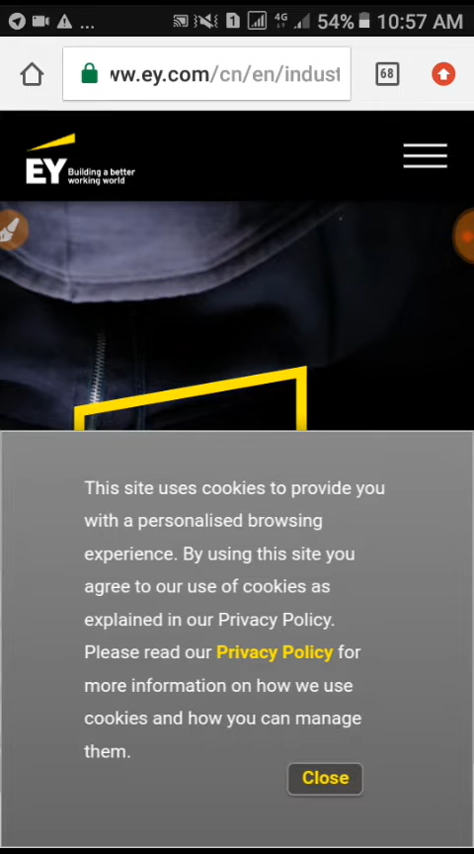 ... 1 4G 54% 10:57 AM
ww.ey.com/cn/en/indust 68
EY Building a better
working world
This site uses cookies to provide you
with a personalised browsing
experience. By using this site you
agree to our use of cookies as
explained in our Privacy Policy.
Please read our Privacy Policy for
more information on how we use
cookies and how you can manage
them.
Close